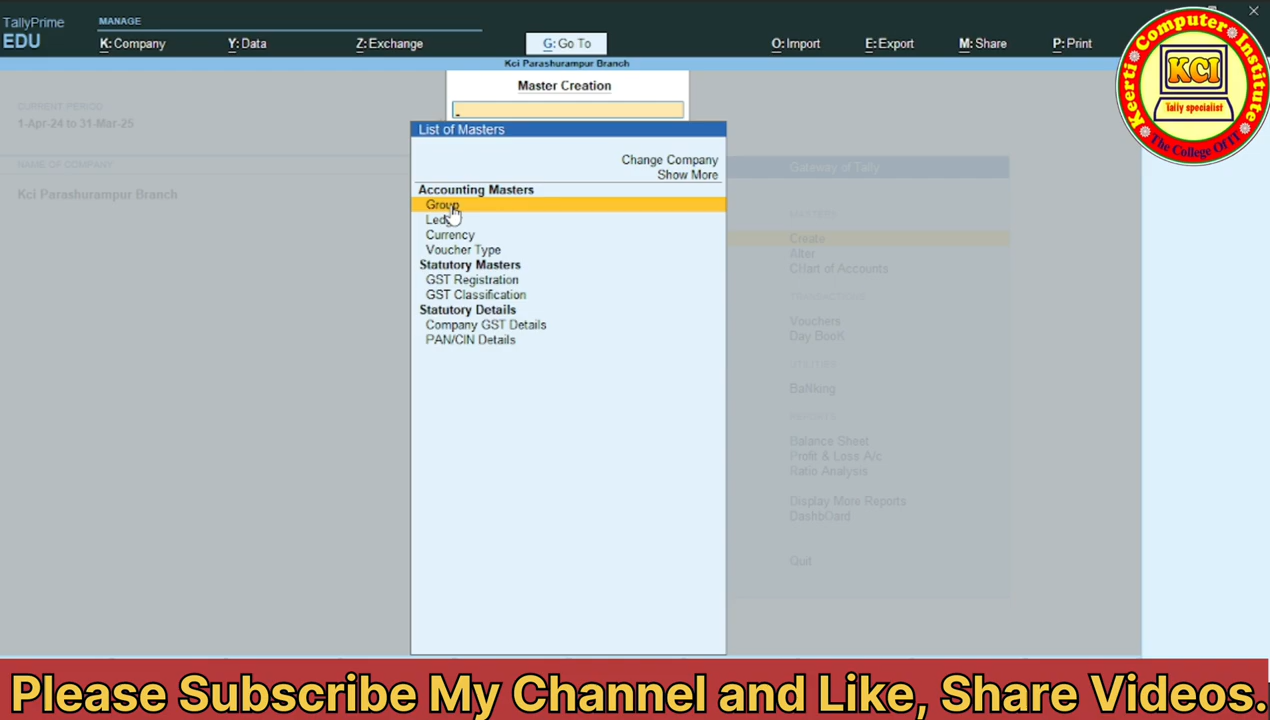 TallyPrime
EDU
MANAGE
K: Company
Y: Data
Z: Exchange
G: Go To
O: Import
E: Export
M: Share
P: Print
Kci Parashurampur Branch
Keerti Computer Institute
KCI
Tally specialist
The College Of IT
CURRENT PERIOD
1-Apr-24 to 31-Mar-25
NAME OF COMPANY
Kci Parashurampur Branch
Master Creation
List of Masters
Change Company
Show More
Accounting Masters
Group
Currency
Voucher Type
Statutory Masters
GST Registration
GST Classification
Statutory Details
Company GST Details
PAN/CIN Details
Gateway of Tally
MASTERS
Create
Alter
CHart of Accounts
TRANSACTIONS
Vouchers
Day BooK
UTILITIES
BaNking
REPORTS
Balance Sheet
Profit & Loss A/c
Ratio Analysis
Display More Reports
DashbOard
Quit
Please Subscribe My Channel and Like, Share Videos.